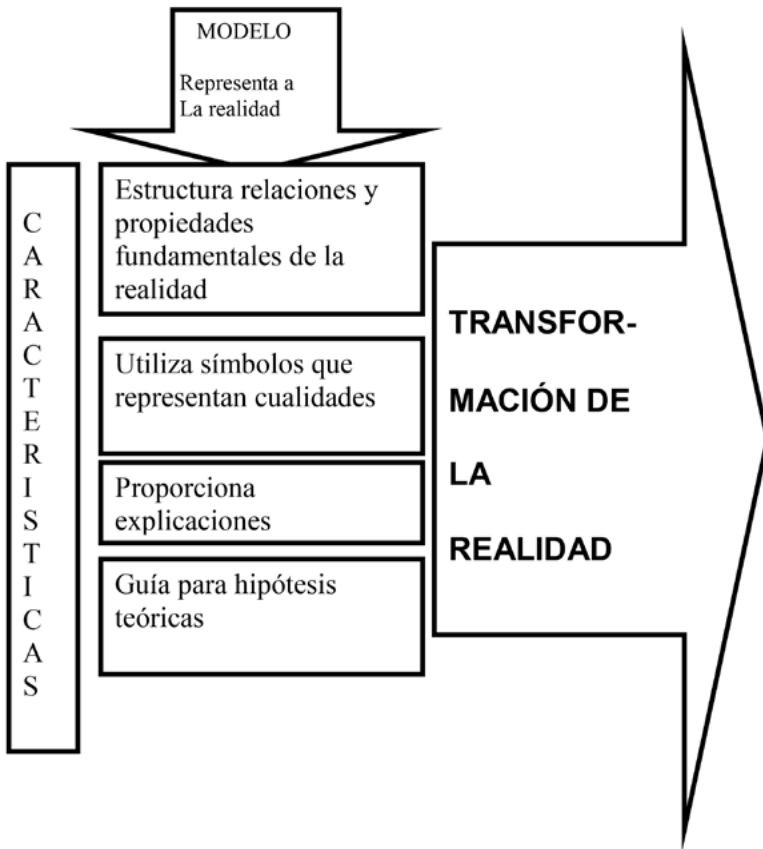 MODELO
Representa a
La realidad
C
A
R
A
C
T
E
R
I
S
T
I
C
A
S
Estructura relaciones y
propiedades
fundamentales de la
realidad
Utiliza símbolos que
representan cualidades
Proporciona
explicaciones
Guía para hipótesis
teóricas
TRANSFOR-
MACIÓN DE
LA
REALIDAD